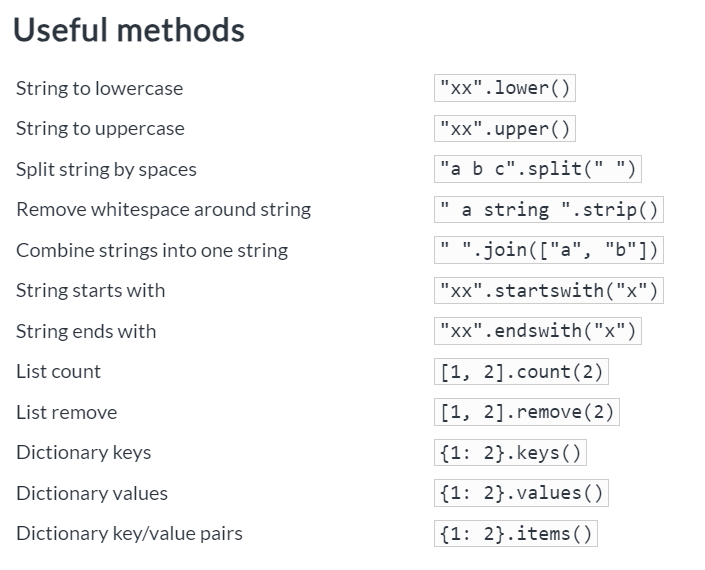 Useful methods
String to lowercase "xx".lower()
String to uppercase "xx".upper()
Split string by spaces "a b c".split(" ")
Remove whitespace around string " a string ".strip()
Combine strings into one string " ".join(["a", "b"])
String starts with "xx".startswith("x")
String ends with "xx".endswith("x")
List count [1, 2].count(2)
List remove [1, 2].remove(2)
Dictionary keys {1: 2}.keys()
Dictionary values {1: 2}.values()
Dictionary key/value pairs {1: 2}.items()